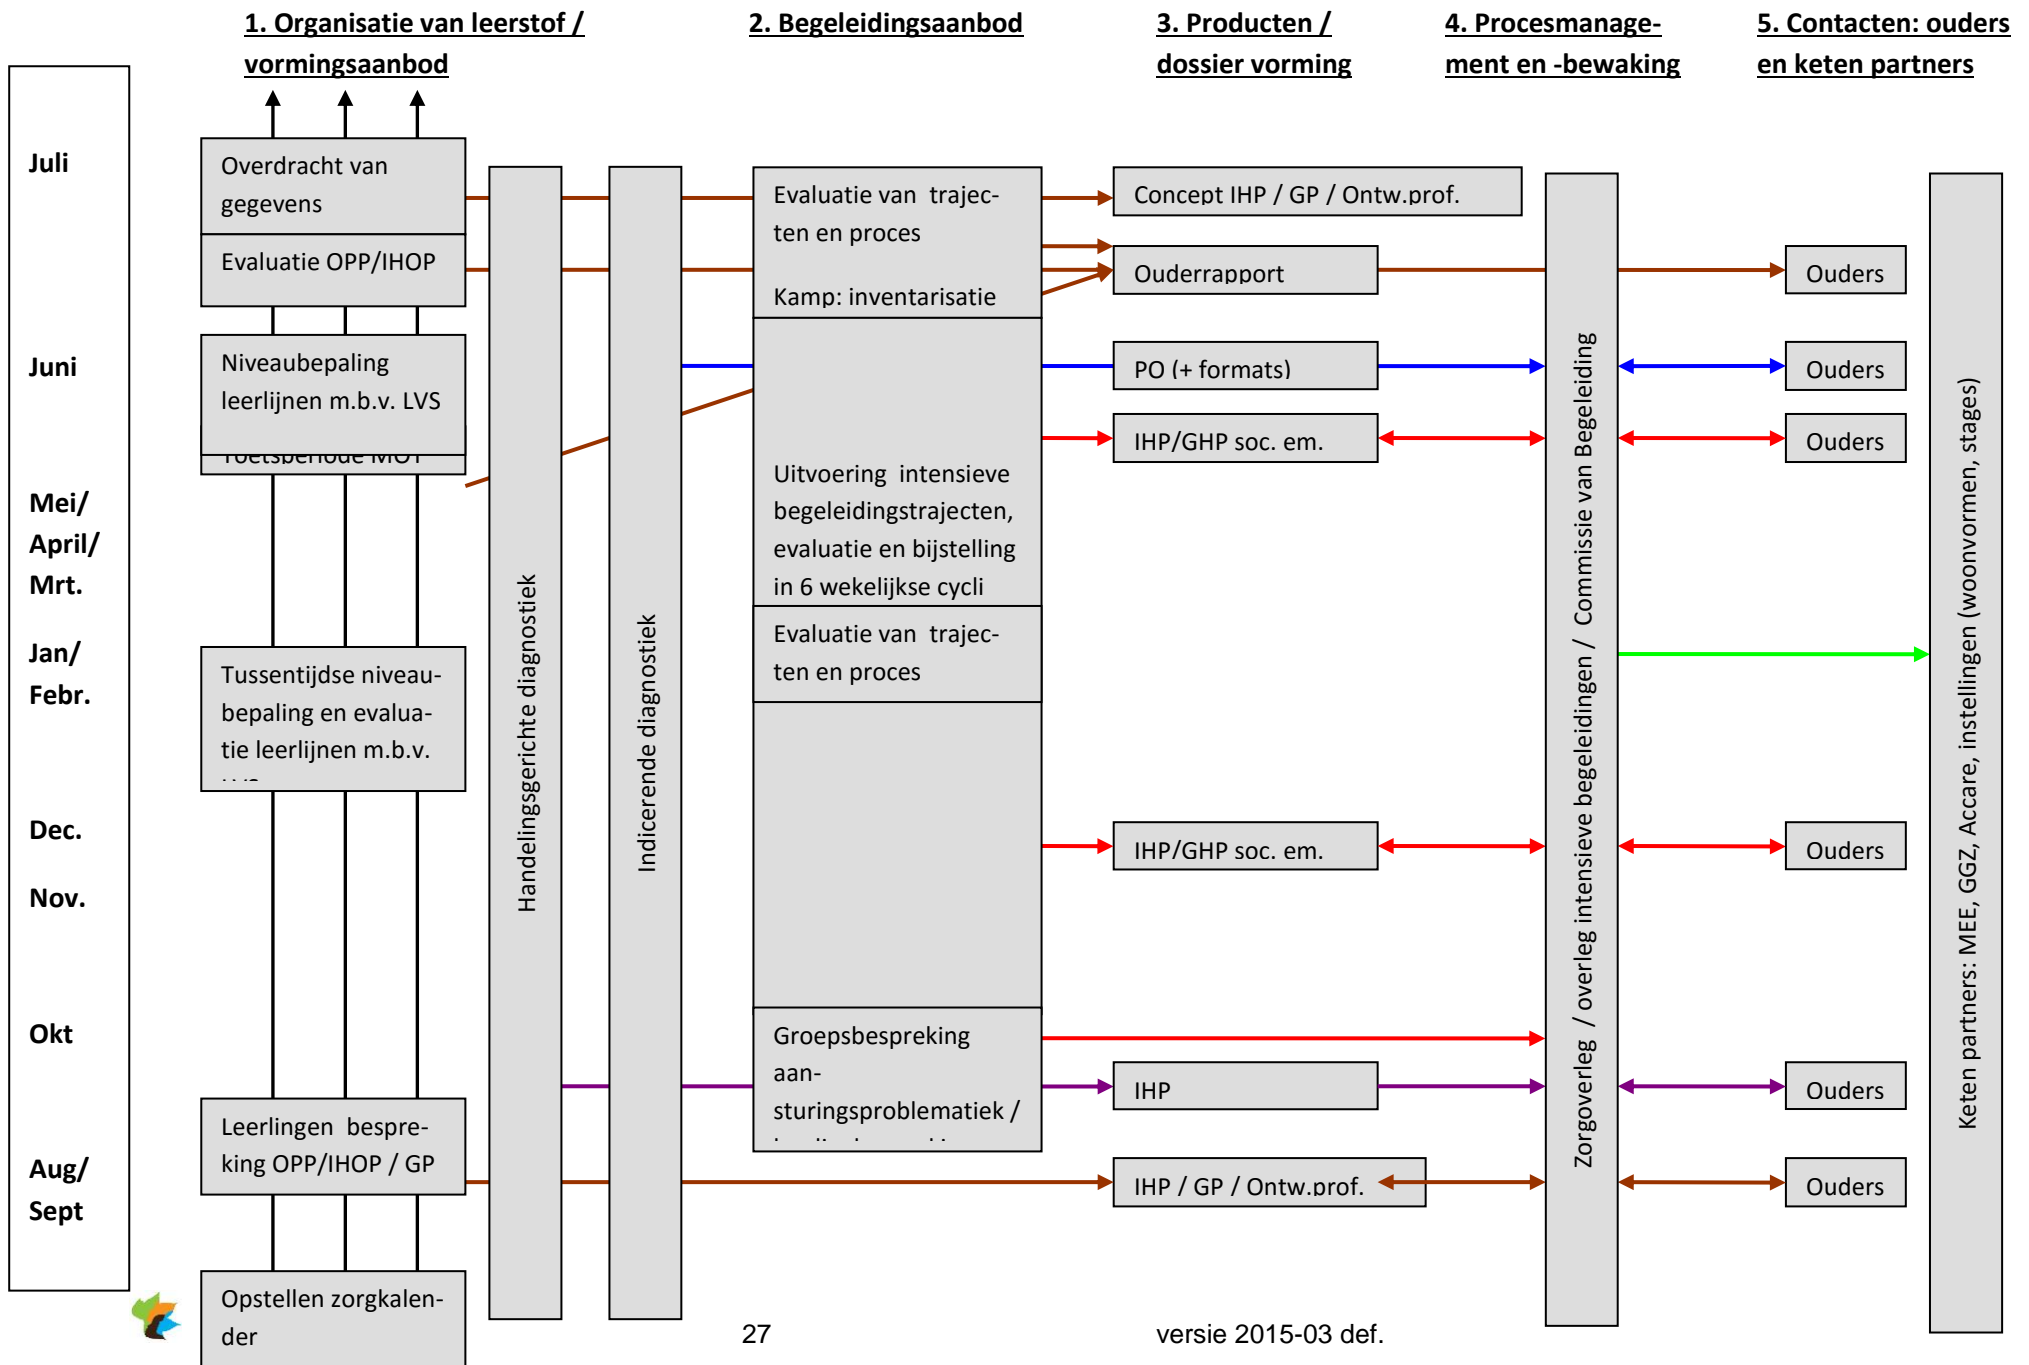 1. Organisatie van leerstof /
vormingsaanbod
2. Begeleidingsaanbod
3. Producten /
dossier vorming
4. Procesmanage-
ment en -bewaking
5. Contacten: ouders
en keten partners
Juli
Juni
Mei/
April/
Mrt.
Jan/
Febr.
Dec.
Nov.
Okt
Aug/
Sept
Overdracht van
gegevens
Evaluatie OPP/IHOP
Niveaubepaling
leerlijnen m.b.v. LVS
Toetsperiode MOT
Tussentijdse niveau-
bepaling en evalua-
tie leerlijnen m.b.v.
LVS
Leerlingen bespre-
king OPP/IHOP / GP
Opstellen zorgkalen-
der
Handelingsgerichte diagnostiek
Indicerende diagnostiek
Evaluatie van trajec-
ten en proces
Kamp: inventarisatie
Uitvoering intensieve
begeleidingstrajecten,
evaluatie en bijstelling
in 6 wekelijkse cycli
Evaluatie van trajec-
ten en proces
Groepsbespreking
aan-
sturingsproblematiek /
Concept IHP / GP / Ontw.prof.
Ouderrapport
PO (+ formats)
IHP/GHP soc. em.
IHP/GHP soc. em.
IHP
IHP / GP / Ontw.prof.
Zorgoverleg / overleg intensieve begeleidingen / Commissie van Begeleiding
Ouders
Ouders
Ouders
Ouders
Ouders
Ouders
Keten partners: MEE, GGZ, Accare, instellingen (woonvormen, stages)
27
versie 2015-03 def.